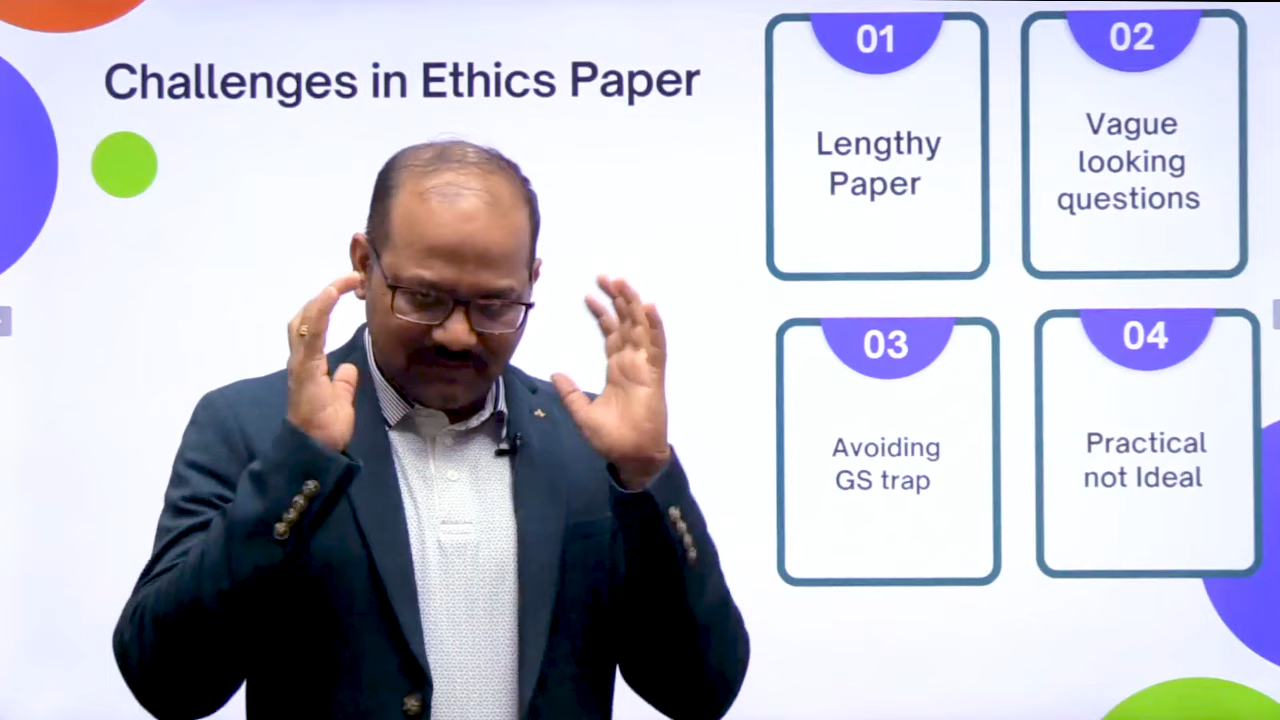 Challenges in Ethics Paper
01
Lengthy
Paper
02
Vague
looking
questions
03
Avoiding
GS trap
04
Practical
not Ideal